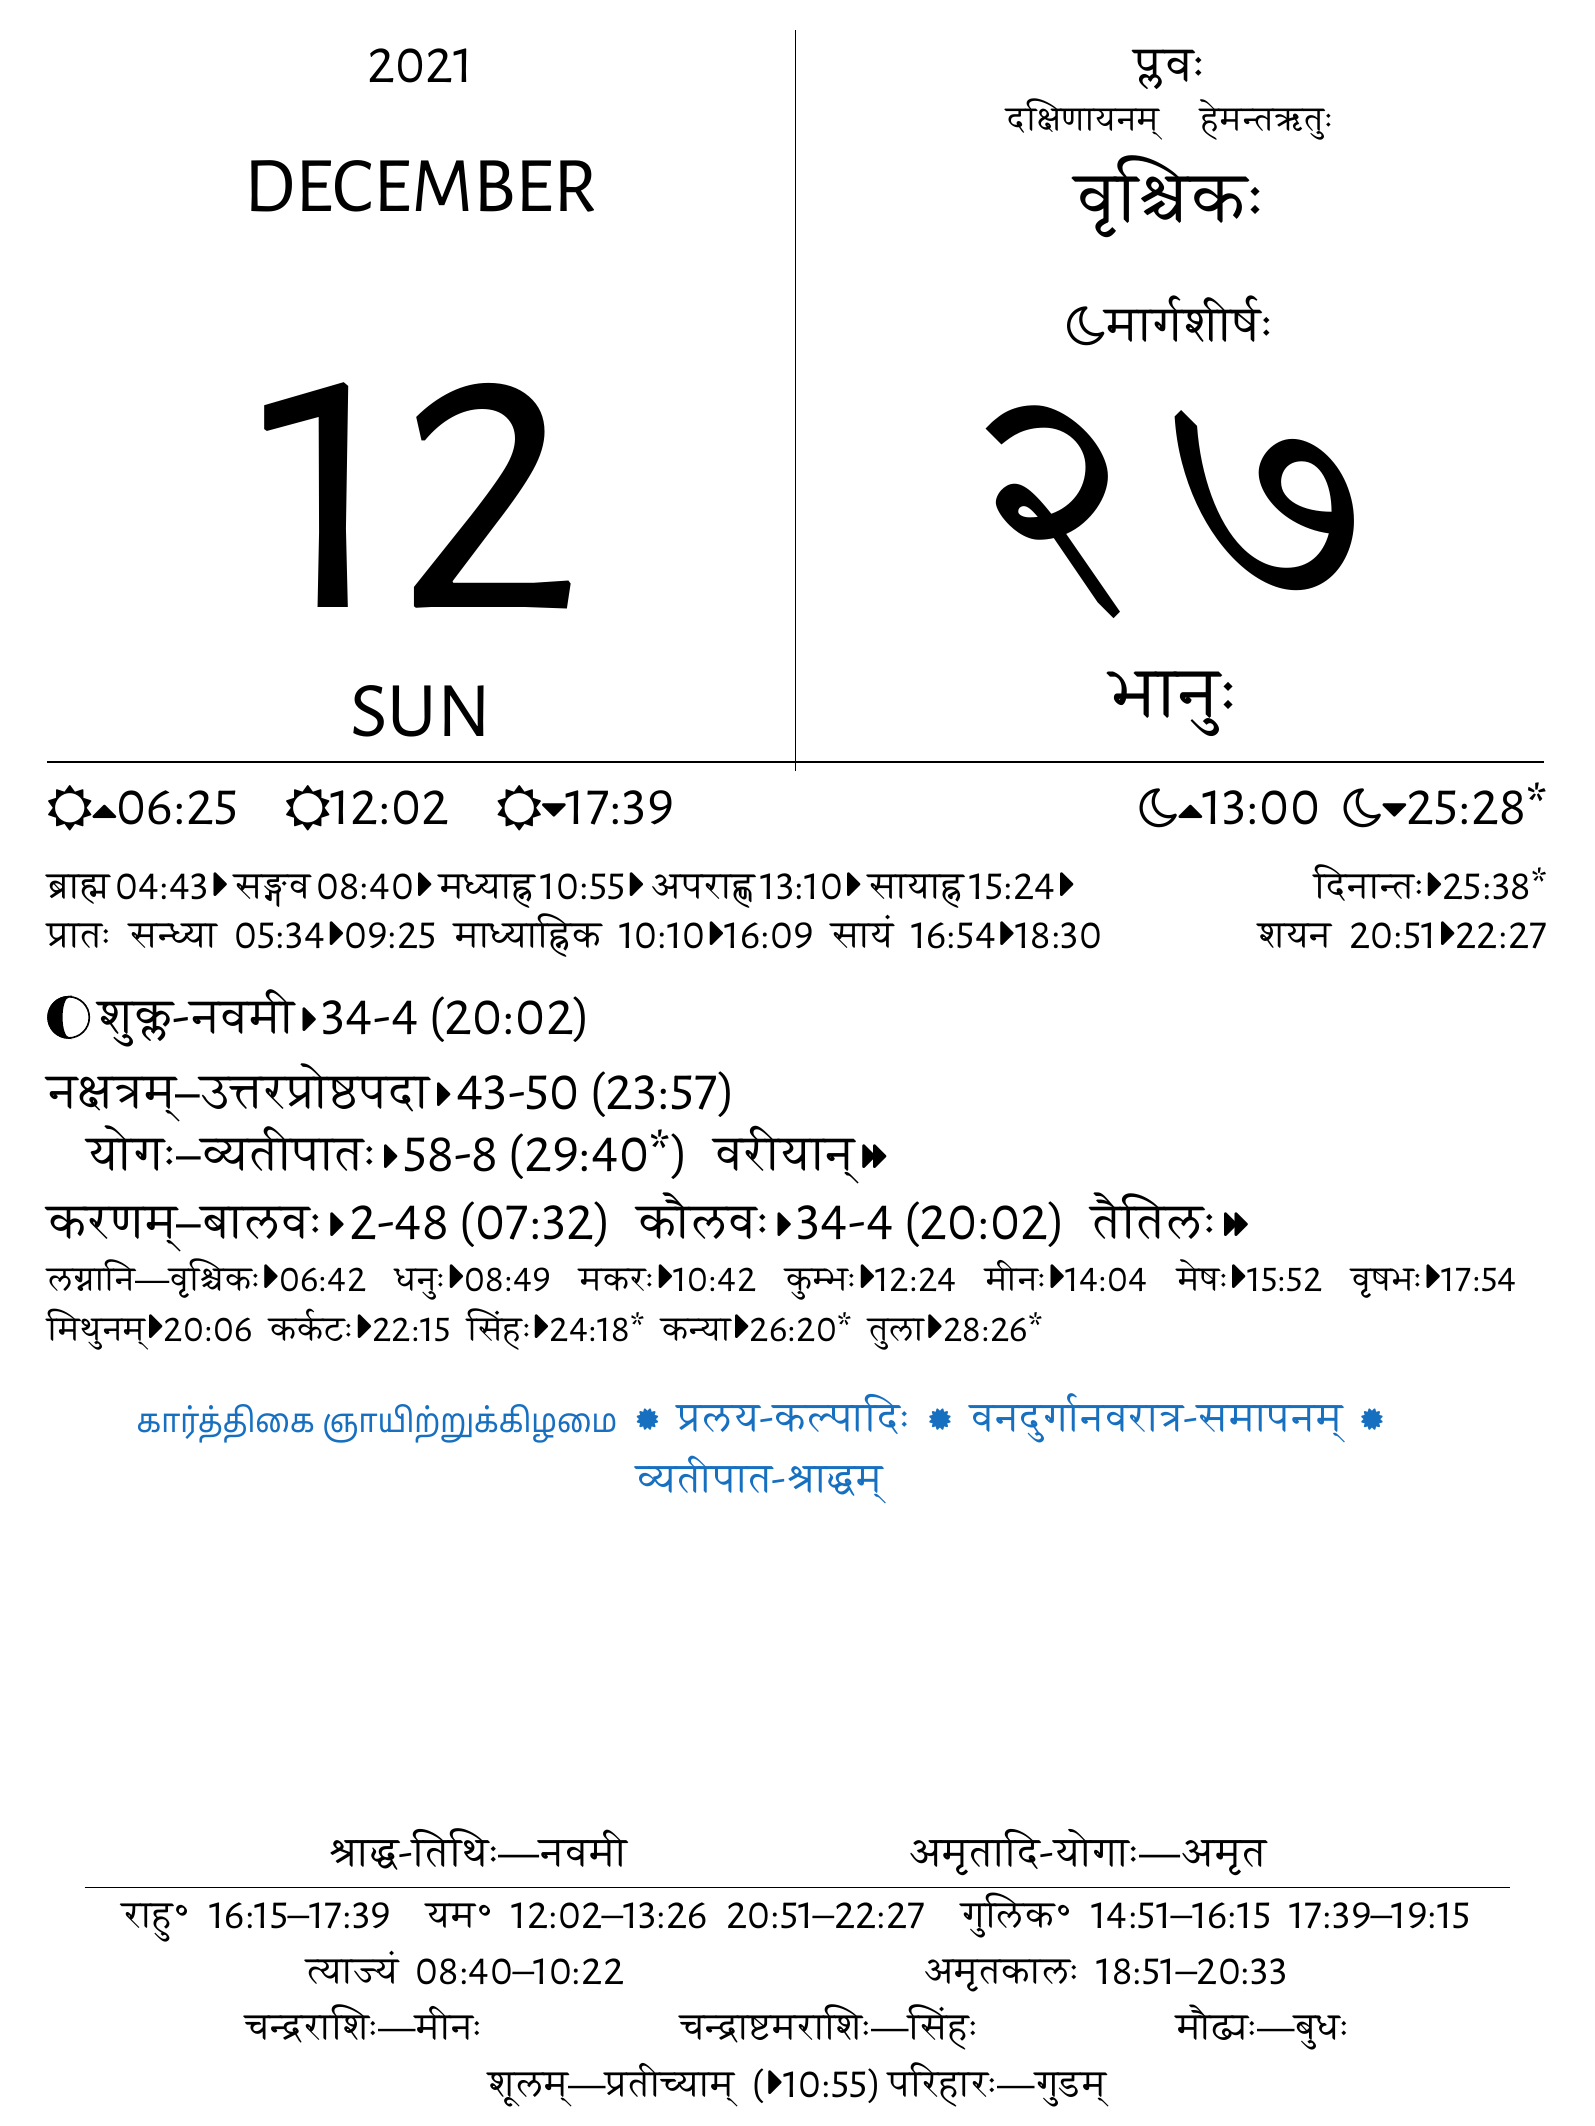 2021
DECEMBER
12
SUN
प्लवः
दक्षिणायनम् हेमन्तऋतुः
वृश्चिकः
मार्गशीर्षः
२७
भानुः
06:25 12:02 17:39 13:00 25:28*
ब्राह्म 04:43 सङ्गव 08:40 मध्याह्न 10:55 अपराह्ण 13:10 सायाह्न 15:24 दिनान्तः 25:38*
प्रातः सन्ध्या 05:34 09:25 माध्याह्निक 10:10 16:09 सायं 16:54 18:30 शयन 20:51 22:27
शुक्ल-नवमी 34-4 (20:02)
नक्षत्रम्–उत्तरप्रोष्ठपदा 43-50 (23:57)
योगः–व्यतीपातः 58-8 (29:40*) वरीयान्
करणम्–बालवः 2-48 (07:32) कौलवः 34-4 (20:02) तैतिलः
लग्नानि—वृश्चिकः 06:42 धनुः 08:49 मकरः 10:42 कुम्भः 12:24 मीनः 14:04 मेषः 15:52 वृषभः 17:54
मिथुनम् 20:06 कर्कटः 22:15 सिंहः 24:18* कन्या 26:20* तुला 28:26*
கார்த்திகை ஞாயிற்றுக்கிழமை ✹ प्रलय-कल्पादिः ✹ वनदुर्गानवरात्र-समापनम् ✹
व्यतीपात-श्राद्धम्
श्राद्ध-तिथिः—नवमी अमृतादि-योगाः—अमृत
राहु° 16:15–17:39 यम° 12:02–13:26 20:51–22:27 गुलिक° 14:51–16:15 17:39–19:15
त्याज्यं 08:40–10:22 अमृतकालः 18:51–20:33
चन्द्रराशिः—मीनः चन्द्राष्टमराशिः—सिंहः मौढ्यः—बुधः
शूलम्—प्रतीच्याम् (10:55) परिहारः—गुडम्